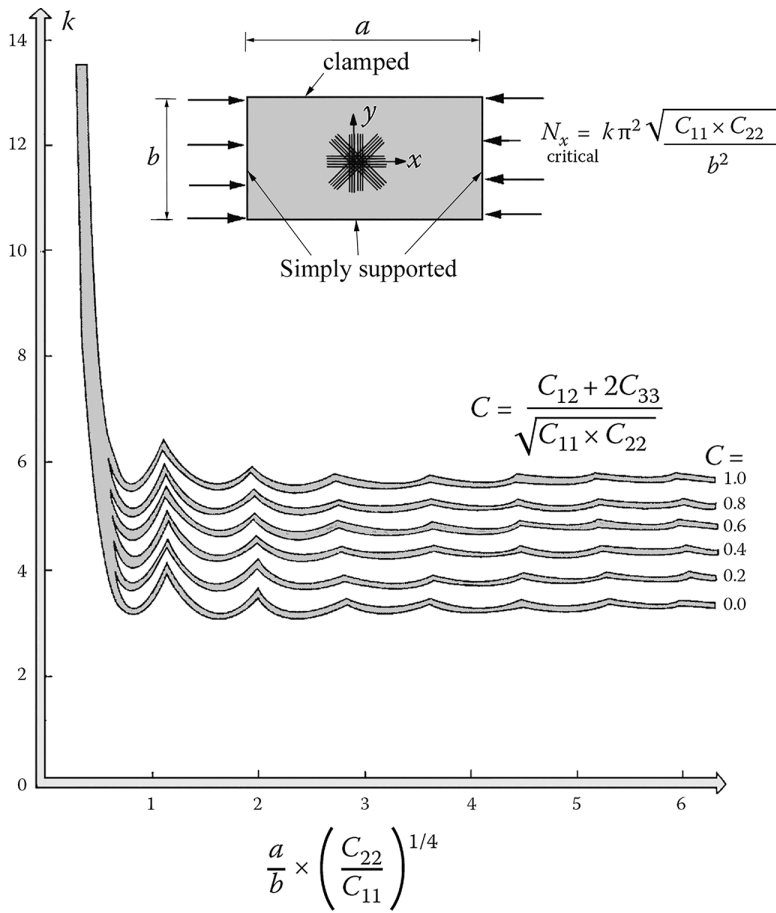 k
14
12
10
8
6
4
2
0
1 2 3 4 5 6
a
clamped
b
y
x
Simply supported
N_x critical = k π² √(C₁₁ × C₂₂) / b²
C = (C₁₂ + 2C₃₃) / √(C₁₁ × C₂₂)
C =
1.0
0.8
0.6
0.4
0.2
0.0
a/b × (C₂₂/C₁₁)^1/4